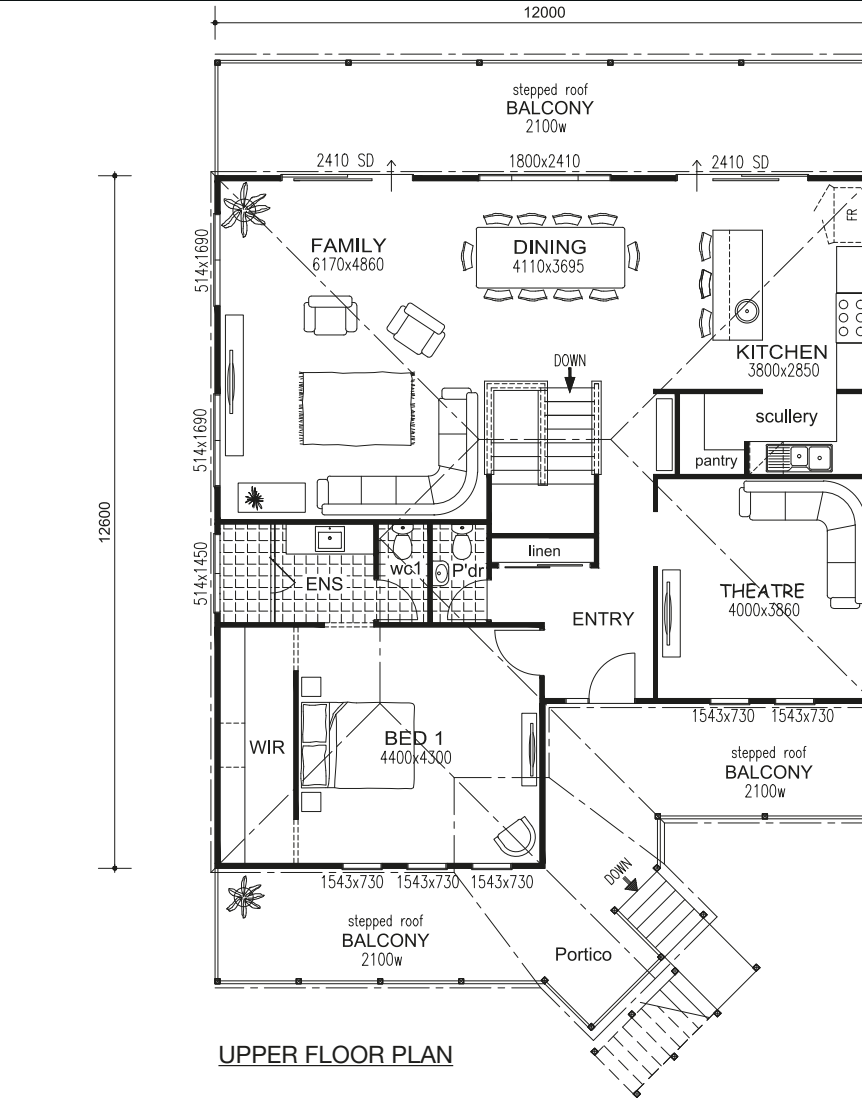 12000
stepped roof
BALCONY
2100w
2410 SD
1800x2410
2410 SD
FR
514x1690
FAMILY
6170x4860
DINING
4110x3695
KITCHEN
3800x2850
DOWN
scullery
pantry
514x1690
12600
514x1450
ENS
wc1
P'dr
linen
ENTRY
THEATRE
4000x3860
WIR
BED 1
4400x4300
1543x730
1543x730
stepped roof
BALCONY
2100w
1543x730
1543x730
1543x730
DOWN
stepped roof
BALCONY
2100w
Portico
UPPER FLOOR PLAN